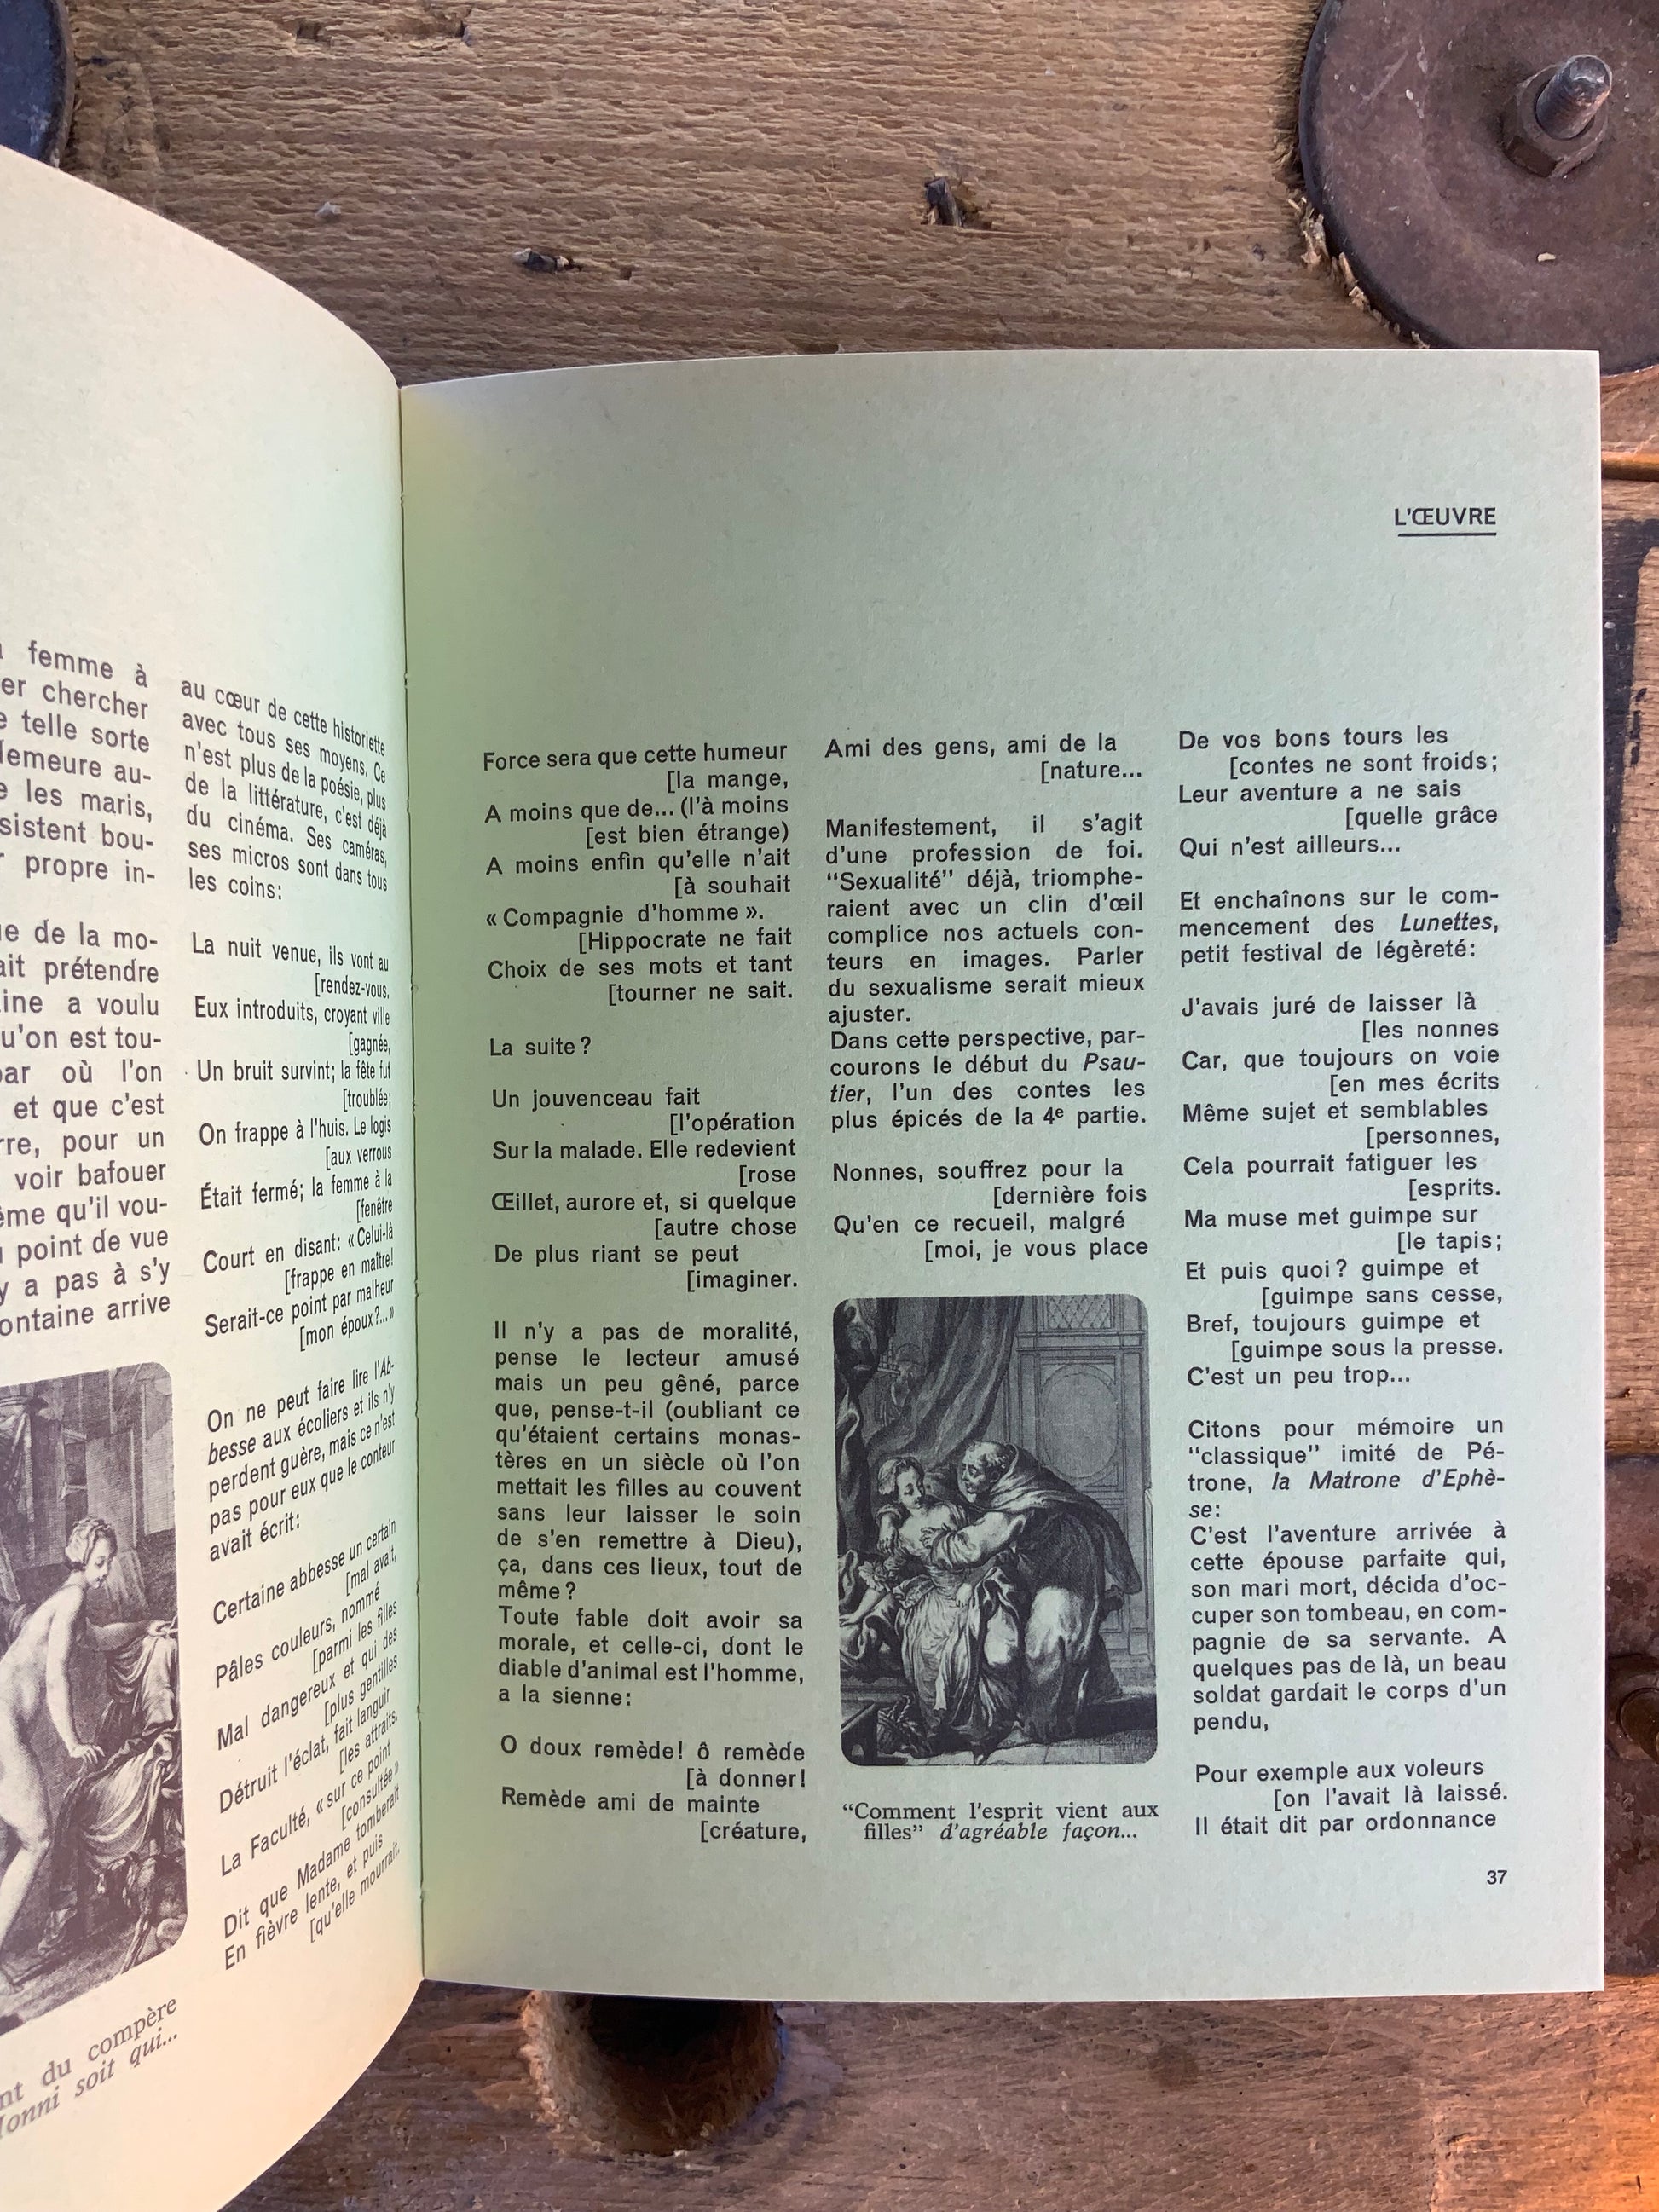 femme à
er chercher
telle sorte
demeure au-
les maris,
sistent bou-
propre in-
de la mo-
ait prétendre
a voulu
qu'on est tou-
par où l'on
et que c'est
pour un
voir bafouer
ême qu'il vou-
point de vue
y a pas à s'y
ontaine arrive
nt du compère
Honni soit qui...
au cœur de cette historiette
avec tous ses moyens. Ce
n'est plus de la poésie, plus
de la littérature, c'est déjà
du cinéma. Ses caméras,
ses micros sont dans tous
les coins:
La nuit venue, ils vont au
[rendez-vous,
Eux introduits, croyant ville
[gagnée,
Un bruit survint; la fête fut
[troublée;
On frappe à l'huis. Le logis
[aux verrous
Était fermé; la femme à la
[fenêtre
Court en disant: « Celui-là
[frappe en maître!
Serait-ce point par malheur
[mon époux?... »
On ne peut faire lire l'Ab-
besse aux écoliers et ils n'y
perdent guère, mais ce n'est
pas pour eux que le conteur
avait écrit:
Certaine abbesse un certain
[mal avait,
Pâles couleurs, nommé
[parmi les filles
Mal dangereux et qui des
[plus gentilles
Détruit l'éclat, fait languir
[les attraits.
La Faculté, « sur ce point
[consultée »
Dit que Madame tomberait
En fièvre lente, et puis
[qu'elle mourrait.
L'ŒUVRE
Force sera que cette humeur
[la mange,
A moins que de... (l'à moins
[est bien étrange)
A moins enfin qu'elle n'ait
[à souhait
« Compagnie d'homme ».
[Hippocrate ne fait
Choix de ses mots et tant
[tourner ne sait.
La suite?
Un jouvenceau fait
[l'opération
Sur la malade. Elle redevient
[rose
Œillet, aurore et, si quelque
[autre chose
De plus riant se peut
[imaginer.
Il n'y a pas de moralité,
pense le lecteur amusé
mais un peu gêné, parce
que, pense-t-il (oubliant ce
qu'étaient certains monas-
tères en un siècle où l'on
mettait les filles au couvent
sans leur laisser le soin
de s'en remettre à Dieu),
ça, dans ces lieux, tout de
même?
Toute fable doit avoir sa
morale, et celle-ci, dont le
diable d'animal est l'homme,
a la sienne:
O doux remède! ô remède
[à donner!
Remède ami de mainte
[créature,
Ami des gens, ami de la
[nature...
Manifestement, il s'agit
d'une profession de foi.
"Sexualité" déjà, triomphe-
raient avec un clin d'œil
complice nos actuels con-
teurs en images. Parler
du sexualisme serait mieux
ajuster.
Dans cette perspective, par-
courons le début du Psau-
tier, l'un des contes les
plus épicés de la 4e partie.
Nonnes, souffrez pour la
[dernière fois
Qu'en ce recueil, malgré
[moi, je vous place
"Comment l'esprit vient aux
filles" d'agréable façon...
De vos bons tours les
[contes ne sont froids;
Leur aventure a ne sais
[quelle grâce
Qui n'est ailleurs...
Et enchaînons sur le com-
mencement des Lunettes,
petit festival de légèreté:
J'avais juré de laisser là
[les nonnes
Car, que toujours on voie
[en mes écrits
Même sujet et semblables
[personnes,
Cela pourrait fatiguer les
[esprits.
Ma muse met guimpe sur
[le tapis;
Et puis quoi? guimpe et
[guimpe sans cesse,
Bref, toujours guimpe et
[guimpe sous la presse.
C'est un peu trop...
Citons pour mémoire un
"classique" imité de Pé-
trone, la Matrone d'Ephè-
se:
C'est l'aventure arrivée à
cette épouse parfaite qui,
son mari mort, décida d'oc-
cuper son tombeau, en com-
pagnie de sa servante. A
quelques pas de là, un beau
soldat gardait le corps d'un
pendu,
Pour exemple aux voleurs
[on l'avait là laissé.
Il était dit par ordonnance
37